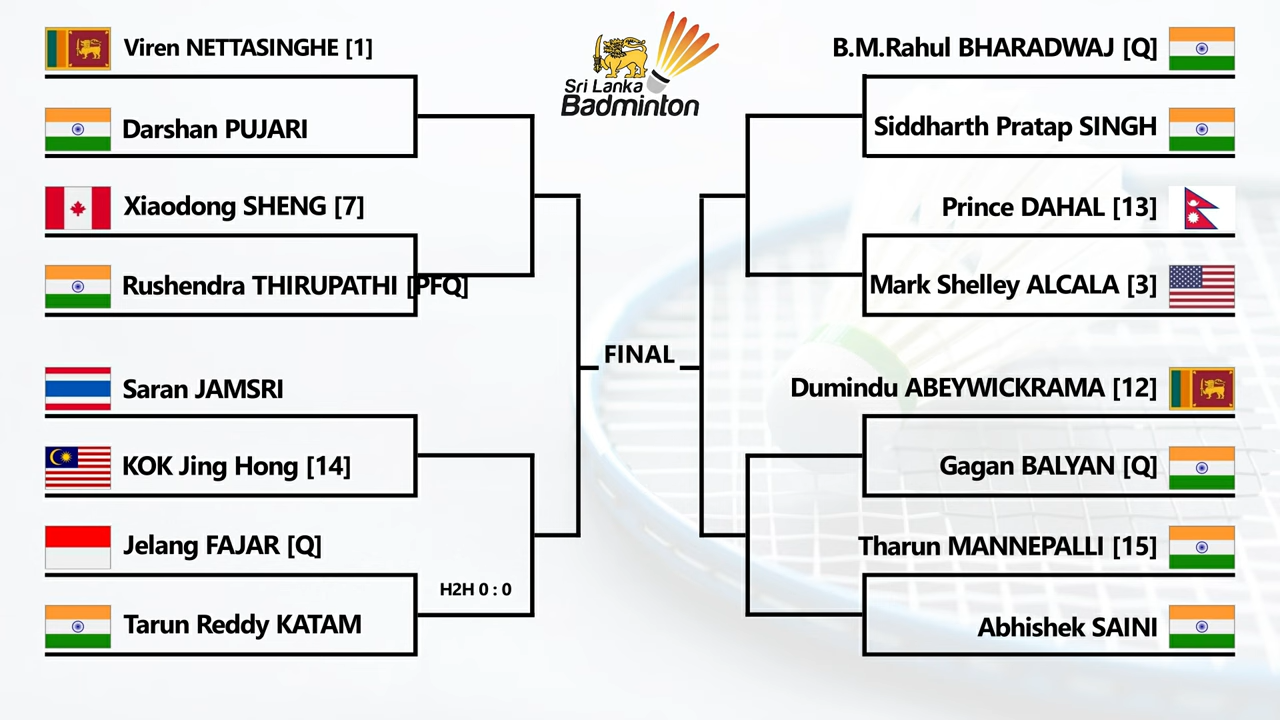 Viren NETTASINGHE [1]
Darshan PUJARI
Xiaodong SHENG [7]
Rushendra THIRUPATHI [PFQ]
Saran JAMSRI
KOK Jing Hong [14]
Jelang FAJAR [Q]
H2H 0 : 0
Tarun Reddy KATAM
Sri Lanka
Badminton
FINAL
B.M.Rahul BHARADWAJ [Q]
Siddharth Pratap SINGH
Prince DAHAL [13]
Mark Shelley ALCALA [3]
Dumindu ABEYWICKRAMA [12]
Gagan BALYAN [Q]
Tharun MANNEPALLI [15]
Abhishek SAINI